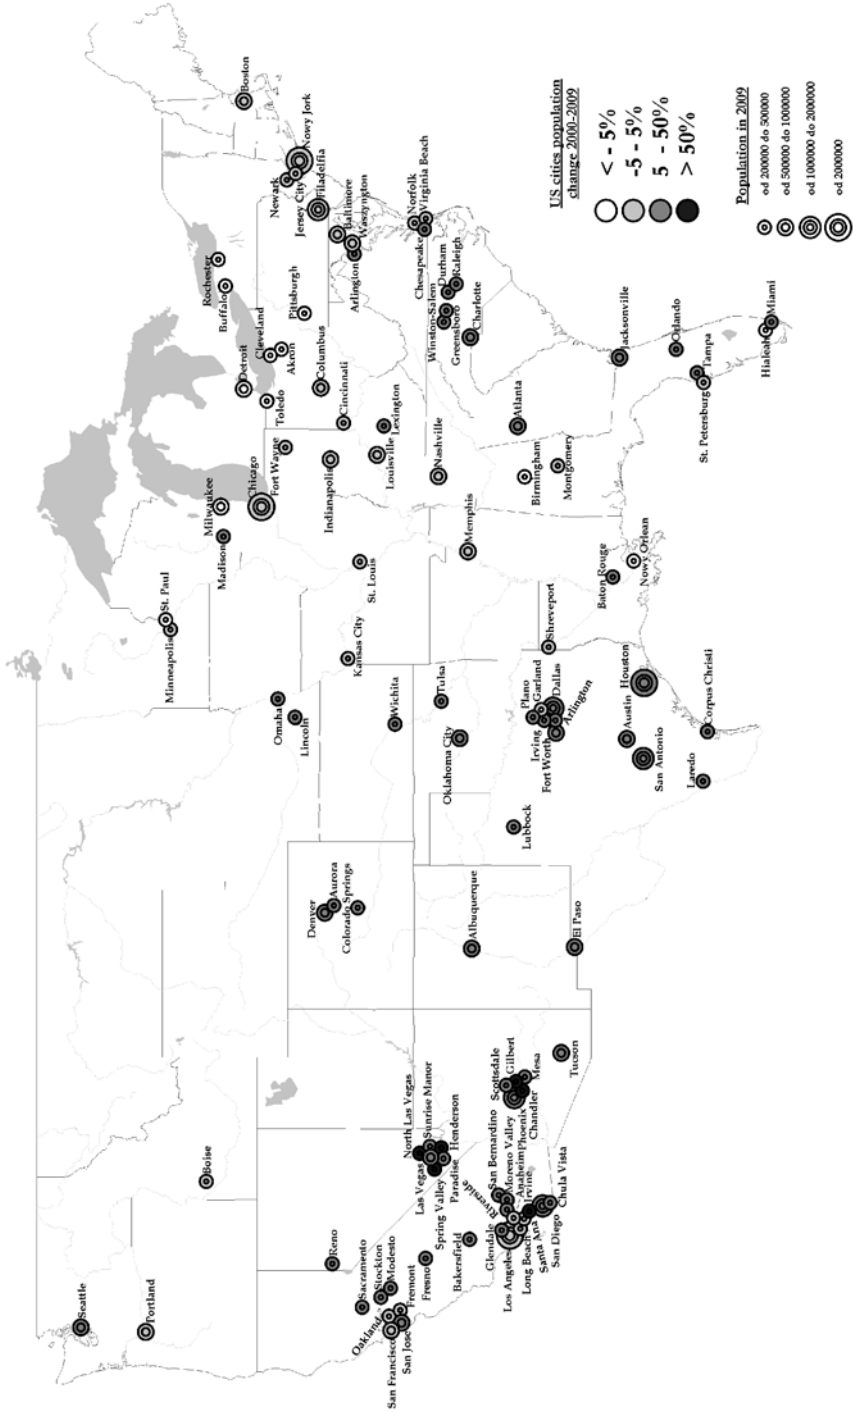 Seattle
Portland
Boise
Reno
Sacramento
Stockton
Modesto
Oakland
Fremont
San Francisco
San Jose
Fresno
Bakersfield
Las Vegas
North Las Vegas
Sunrise Manor
Henderson
Spring Valley
Paradise
Glendale
Los Angeles
Long Beach
Santa Ana
San Diego
Chula Vista
Riverside
San Bernardino
Moreno Valley
Anaheim
Irvine
Phoenix
Scottsdale
Gilbert
Mesa
Chandler
Tucson
Denver
Aurora
Colorado Springs
Albuquerque
El Paso
Lubbock
Omaha
Lincoln
Wichita
Kansas City
Oklahoma City
Tulsa
Plano
Garland
Dallas
Irving
Fort Worth
Arlington
Austin
Houston
San Antonio
Laredo
Corpus Christi
Minneapolis
St. Paul
Madison
Milwaukee
Chicago
Fort Wayne
Indianapolis
St. Louis
Louisville
Lexington
Cincinnati
Columbus
Toledo
Detroit
Cleveland
Akron
Pittsburgh
Buffalo
Rochester
Boston
Nowy Jork
Newark
Jersey City
Filadelfia
Baltimore
Waszyngton
Arlington
Norfolk
Virginia Beach
Chesapeake
Durham
Raleigh
Winston-Salem
Greensboro
Charlotte
Nashville
Memphis
Atlanta
Birmingham
Montgomery
Shreveport
Baton Rouge
Nowy Orlean
Jacksonville
Orlando
Tampa
St. Petersburg
Hialeah
Miami
US cities population
change 2000-2009
< - 5%
-5 - 5%
5 - 50%
> 50%
Population in 2009
od 200000 do 500000
od 500000 do 1000000
od 1000000 do 2000000
od 2000000